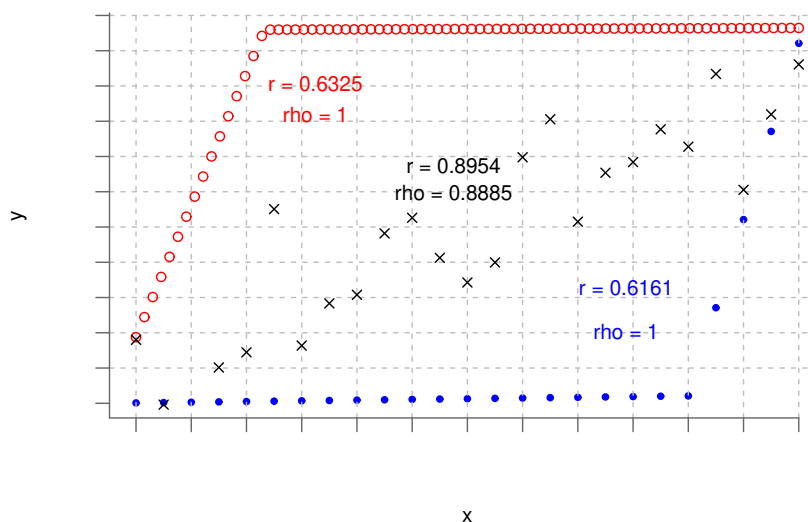 r = 0.6325
rho = 1
r = 0.8954
rho = 0.8885
r = 0.6161
rho = 1
y
x